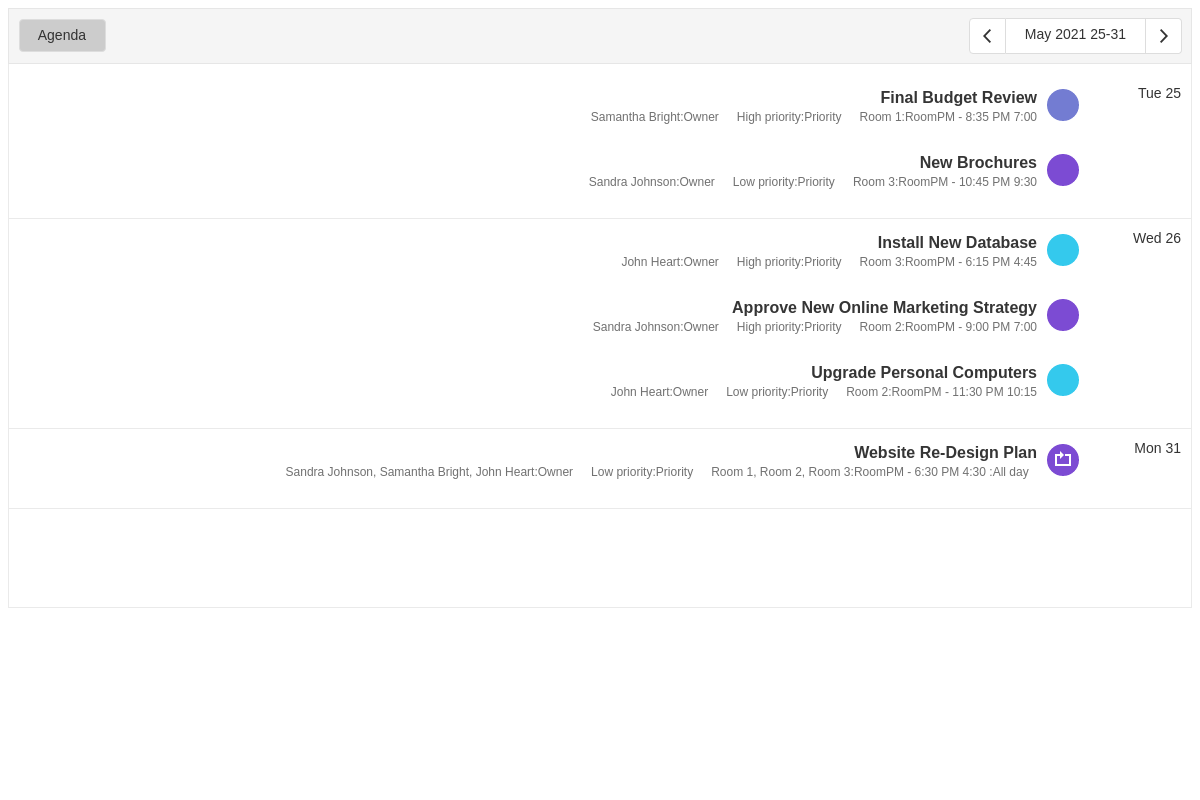 Agenda
May 2021 25-31
Tue 25
Final Budget Review
Samantha Bright:Owner High priority:Priority Room 1:RoomPM - 8:35 PM 7:00
New Brochures
Sandra Johnson:Owner Low priority:Priority Room 3:RoomPM - 10:45 PM 9:30
Wed 26
Install New Database
John Heart:Owner High priority:Priority Room 3:RoomPM - 6:15 PM 4:45
Approve New Online Marketing Strategy
Sandra Johnson:Owner High priority:Priority Room 2:RoomPM - 9:00 PM 7:00
Upgrade Personal Computers
John Heart:Owner Low priority:Priority Room 2:RoomPM - 11:30 PM 10:15
Mon 31
Website Re-Design Plan
Sandra Johnson, Samantha Bright, John Heart:Owner Low priority:Priority Room 1, Room 2, Room 3:RoomPM - 6:30 PM 4:30 :All day